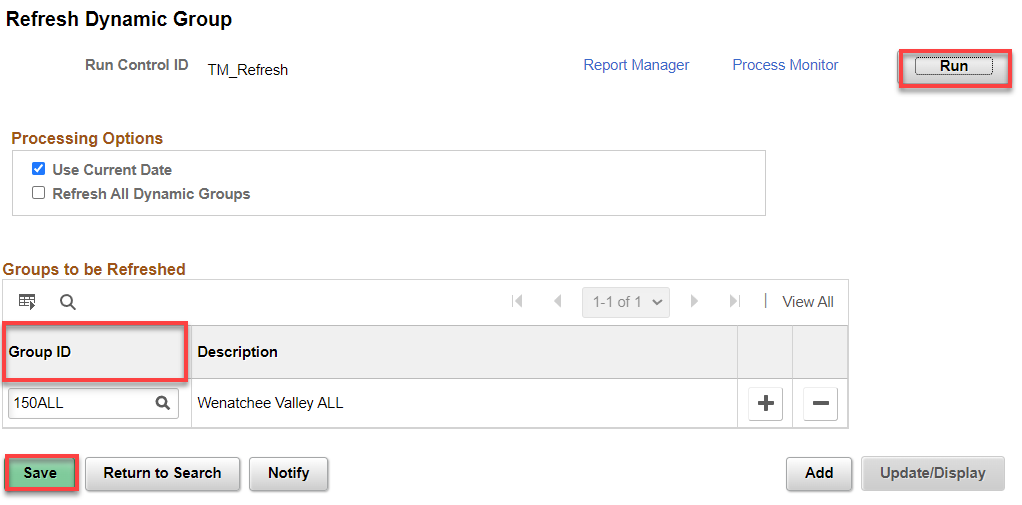 Refresh Dynamic Group
Run Control ID TM_Refresh Report Manager Process Monitor Run
Processing Options
Use Current Date
Refresh All Dynamic Groups
Groups to be Refreshed
1-1 of 1 | View All
Group ID Description
150ALL Wenatchee Valley ALL
Save Return to Search Notify Add Update/Display